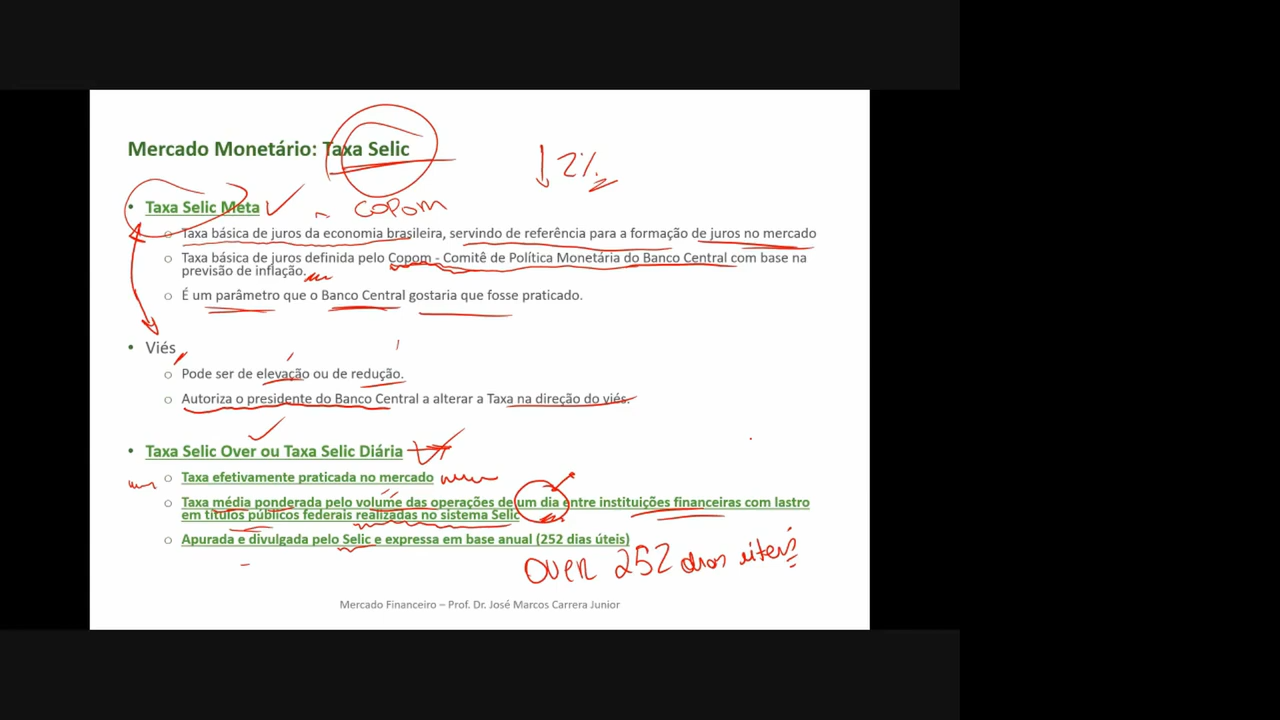 Mercado Monetário: Taxa Selic
2%
• Taxa Selic Meta
COPOM
○ Taxa básica de juros da economia brasileira, servindo de referência para a formação de juros no mercado
○ Taxa básica de juros definida pelo Copom - Comitê de Política Monetária do Banco Central com base na
previsão de inflação.
○ É um parâmetro que o Banco Central gostaria que fosse praticado.
• Viés
○ Pode ser de elevação ou de redução.
○ Autoriza o presidente do Banco Central a alterar a Taxa na direção do viés.
• Taxa Selic Over ou Taxa Selic Diária
○ Taxa efetivamente praticada no mercado
○ Taxa média ponderada pelo volume das operações de um dia entre instituições financeiras com lastro
em títulos públicos federais realizadas no sistema Selic
○ Apurada e divulgada pelo Selic e expressa em base anual (252 dias úteis)
OVER 252 dias úteis
Mercado Financeiro – Prof. Dr. José Marcos Carrera Junior